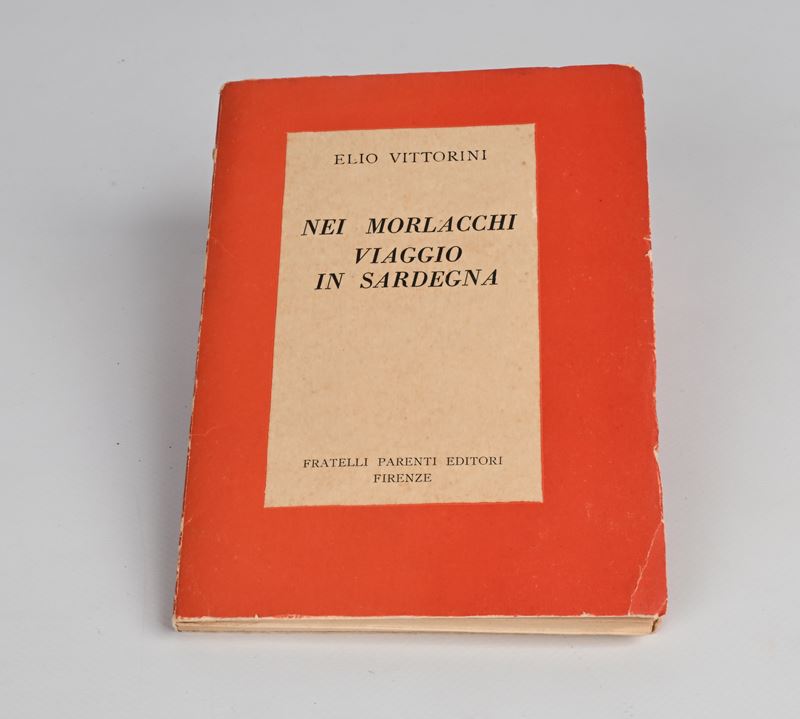 ELIO VITTORINI
NEI MORLACCHI
VIAGGIO
IN SARDEGNA
FRATELLI PARENTI EDITORI
FIRENZE